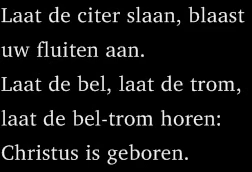 Laat de citer slaan, blaast
uw fluiten aan.
Laat de bel, laat de trom,
laat de bel-trom horen:
Christus is geboren.